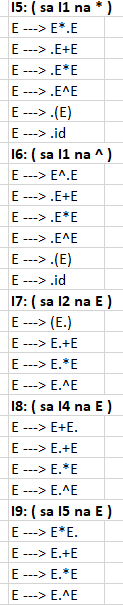 I5: ( sa I1 na * )
E ---> E*.E
E ---> .E+E
E ---> .E*E
E ---> .E^E
E ---> .(E)
E ---> .id
I6: ( sa I1 na ^ )
E ---> E^.E
E ---> .E+E
E ---> .E*E
E ---> .E^E
E ---> .(E)
E ---> .id
I7: ( sa I2 na E )
E ---> (E.)
E ---> E.+E
E ---> E.*E
E ---> E.^E
I8: ( sa I4 na E )
E ---> E+E.
E ---> E.+E
E ---> E.*E
E ---> E.^E
I9: ( sa I5 na E )
E ---> E*E.
E ---> E.+E
E ---> E.*E
E ---> E.^E